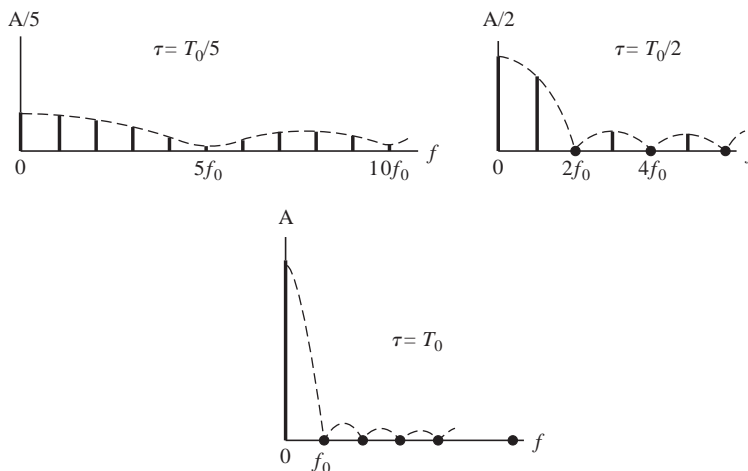 A/5
τ = T₀/5
0
5f₀
10f₀
f
A/2
τ = T₀/2
0
2f₀
4f₀
A
τ = T₀
0
f₀
f